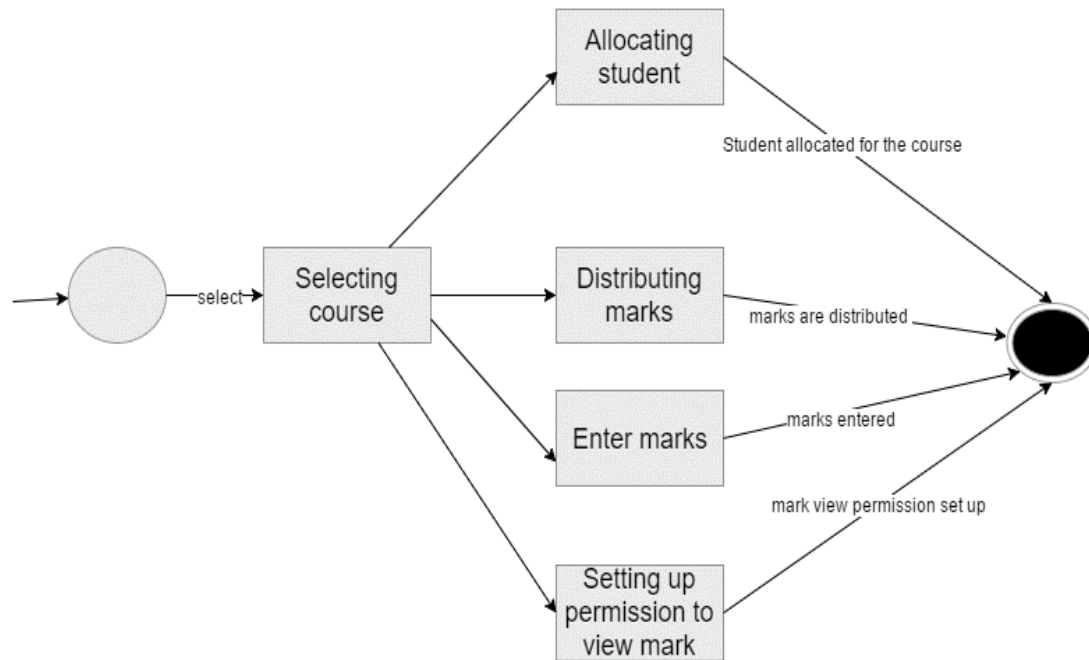 Allocating
student
Student allocated for the course
select
Selecting
course
Distributing
marks
marks are distributed
Enter marks
marks entered
mark view permission set up
Setting up
permission to
view mark